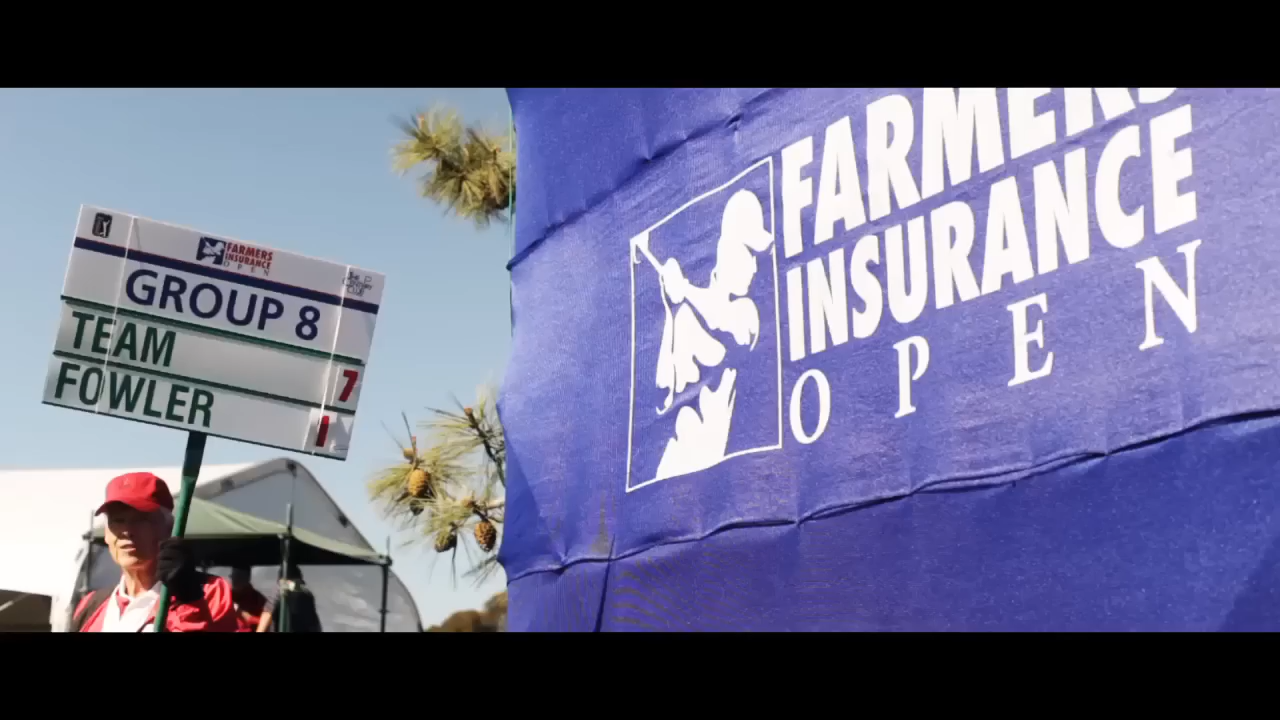 FARMERS
INSURANCE
OPEN
GROUP 8
TEAM 7
FOWLER 1
FARMERS
INSURANCE
OPEN